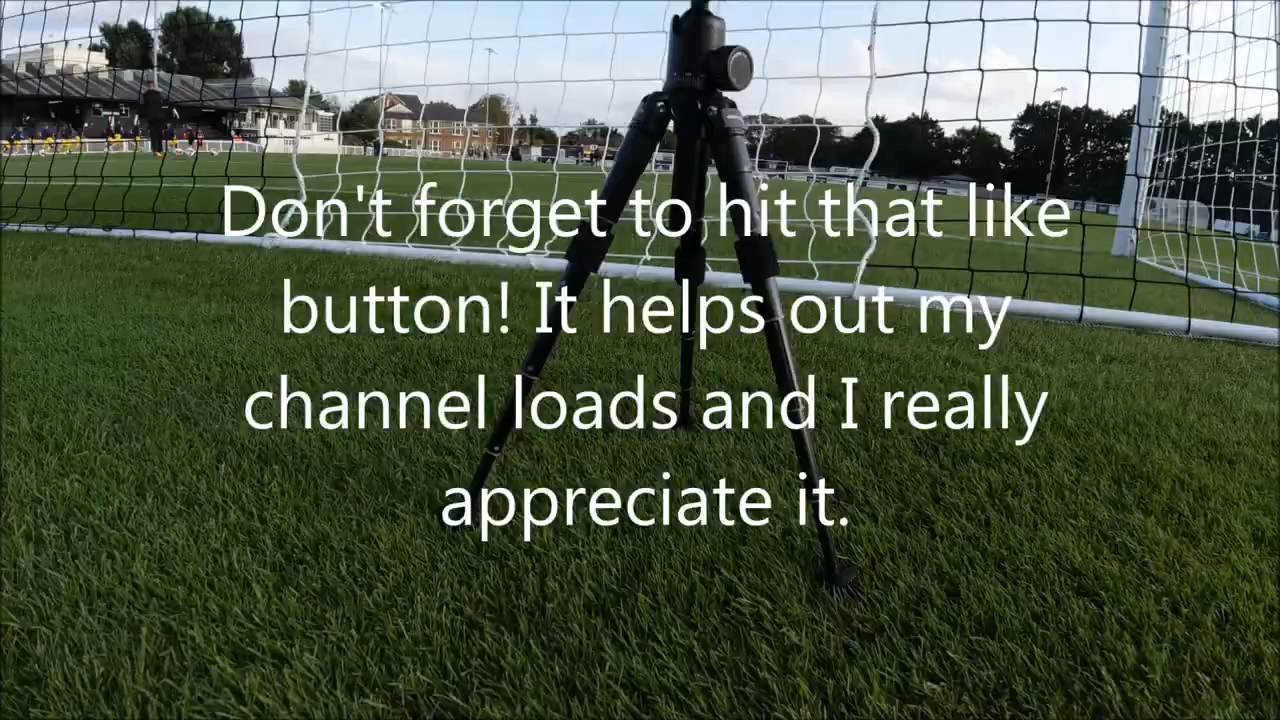 Don't forget to hit that like
button! It helps out my
channel loads and I really
appreciate it.